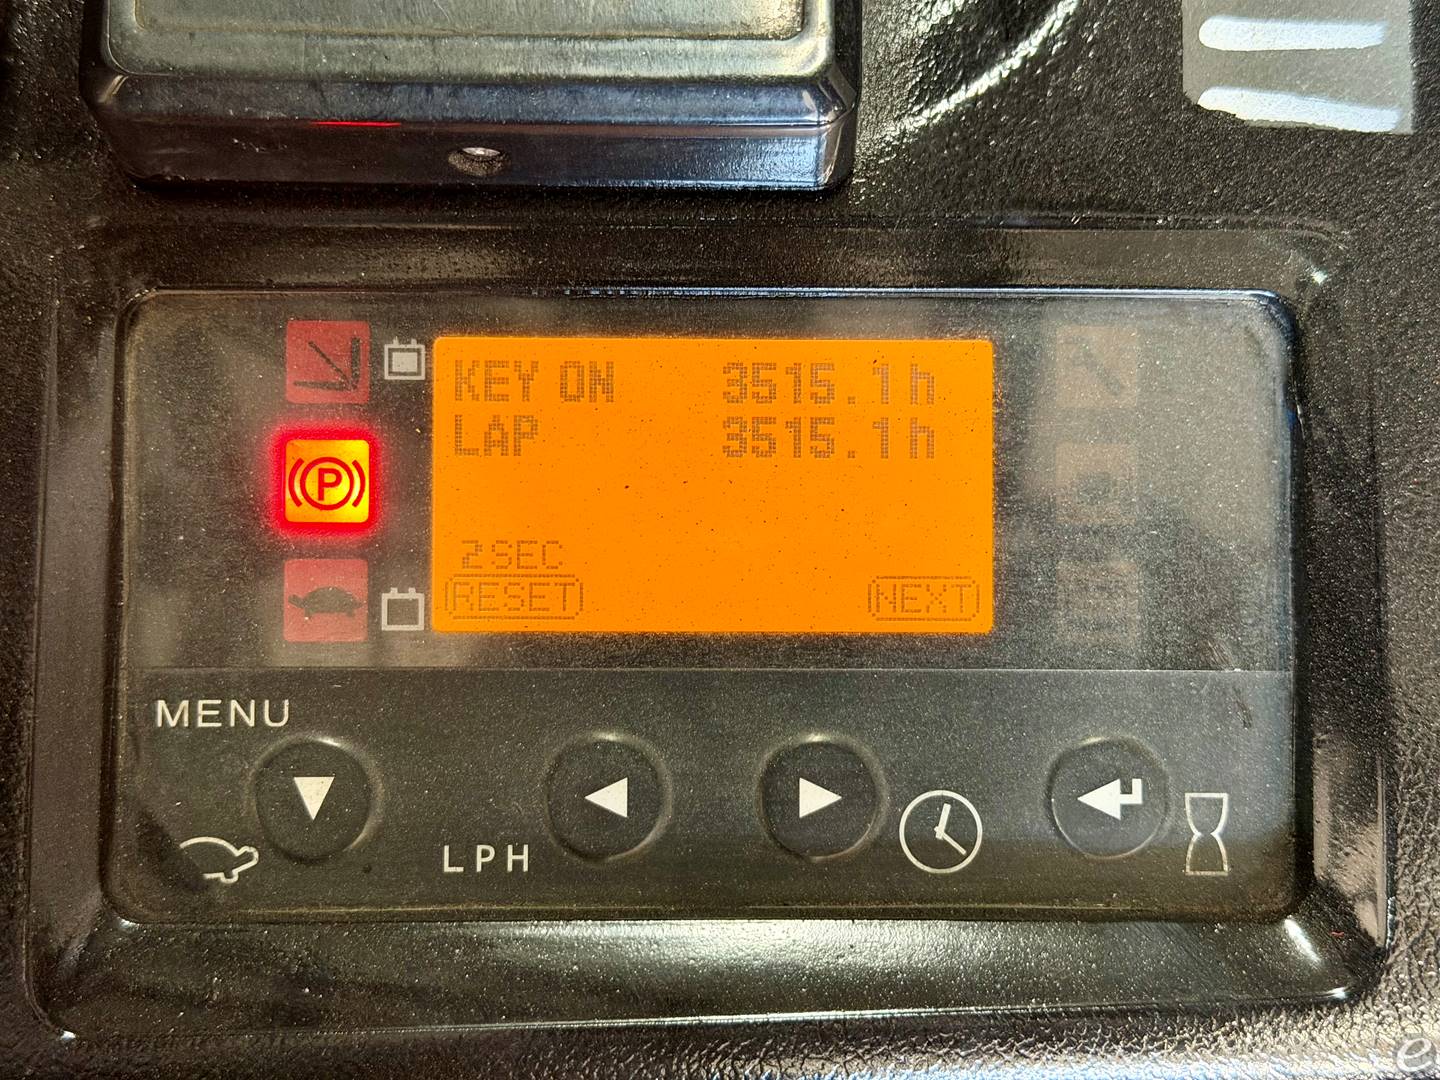 KEY ON 3515.1h
LAP 3515.1h
P
2SEC
RESET NEXT
MENU
LPH
e